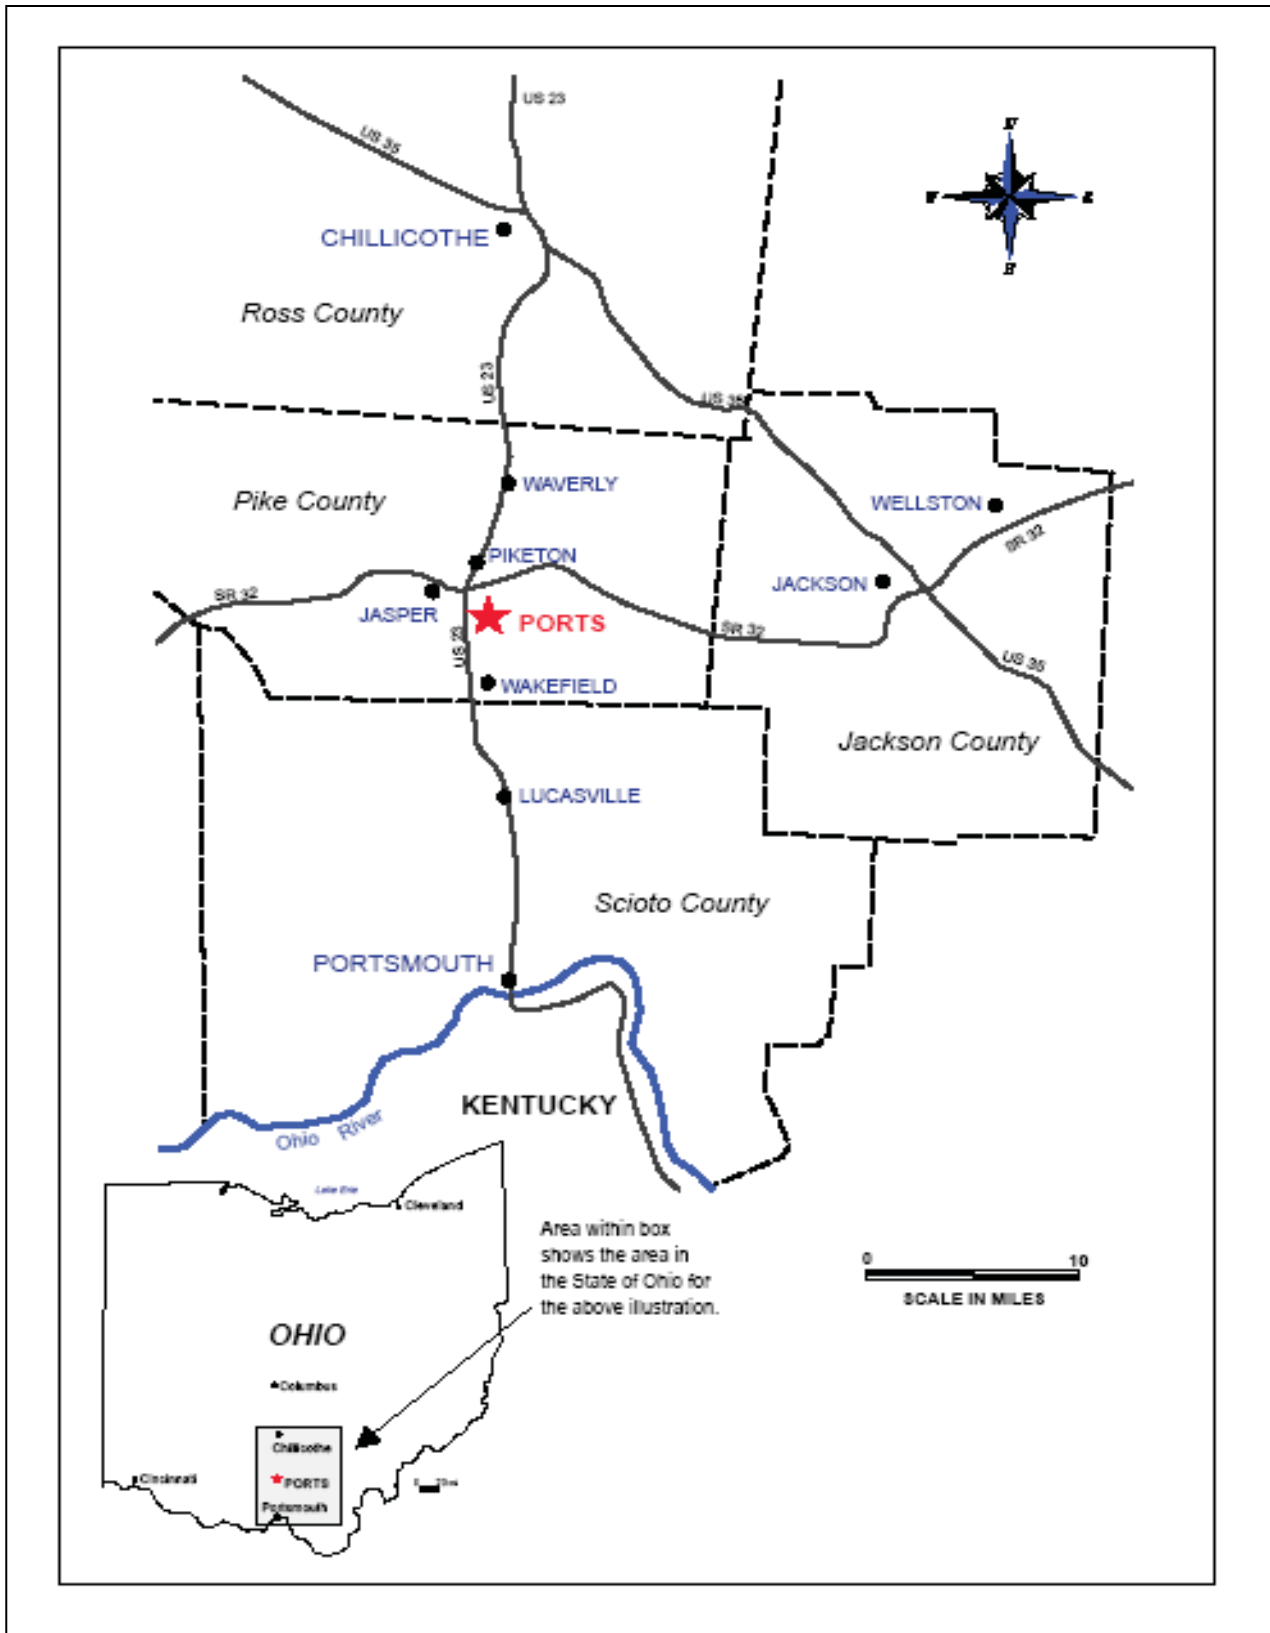 US 23
US 35
N
W
E
S
CHILLICOTHE
Ross County
US 23
US 35
Pike County
WAVERLY
WELLSTON
SR 32
PIKETON
JACKSON
SR 32
JASPER
PORTS
SR 32
US 23
US 35
WAKEFIELD
Jackson County
LUCASVILLE
Scioto County
PORTSMOUTH
KENTUCKY
Ohio River
Lake Erie
Cleveland
Area within box
shows the area in
the State of Ohio for
the above illustration.
0 10
SCALE IN MILES
OHIO
Columbus
Chillicothe
Cincinnati
PORTS
Portsmouth